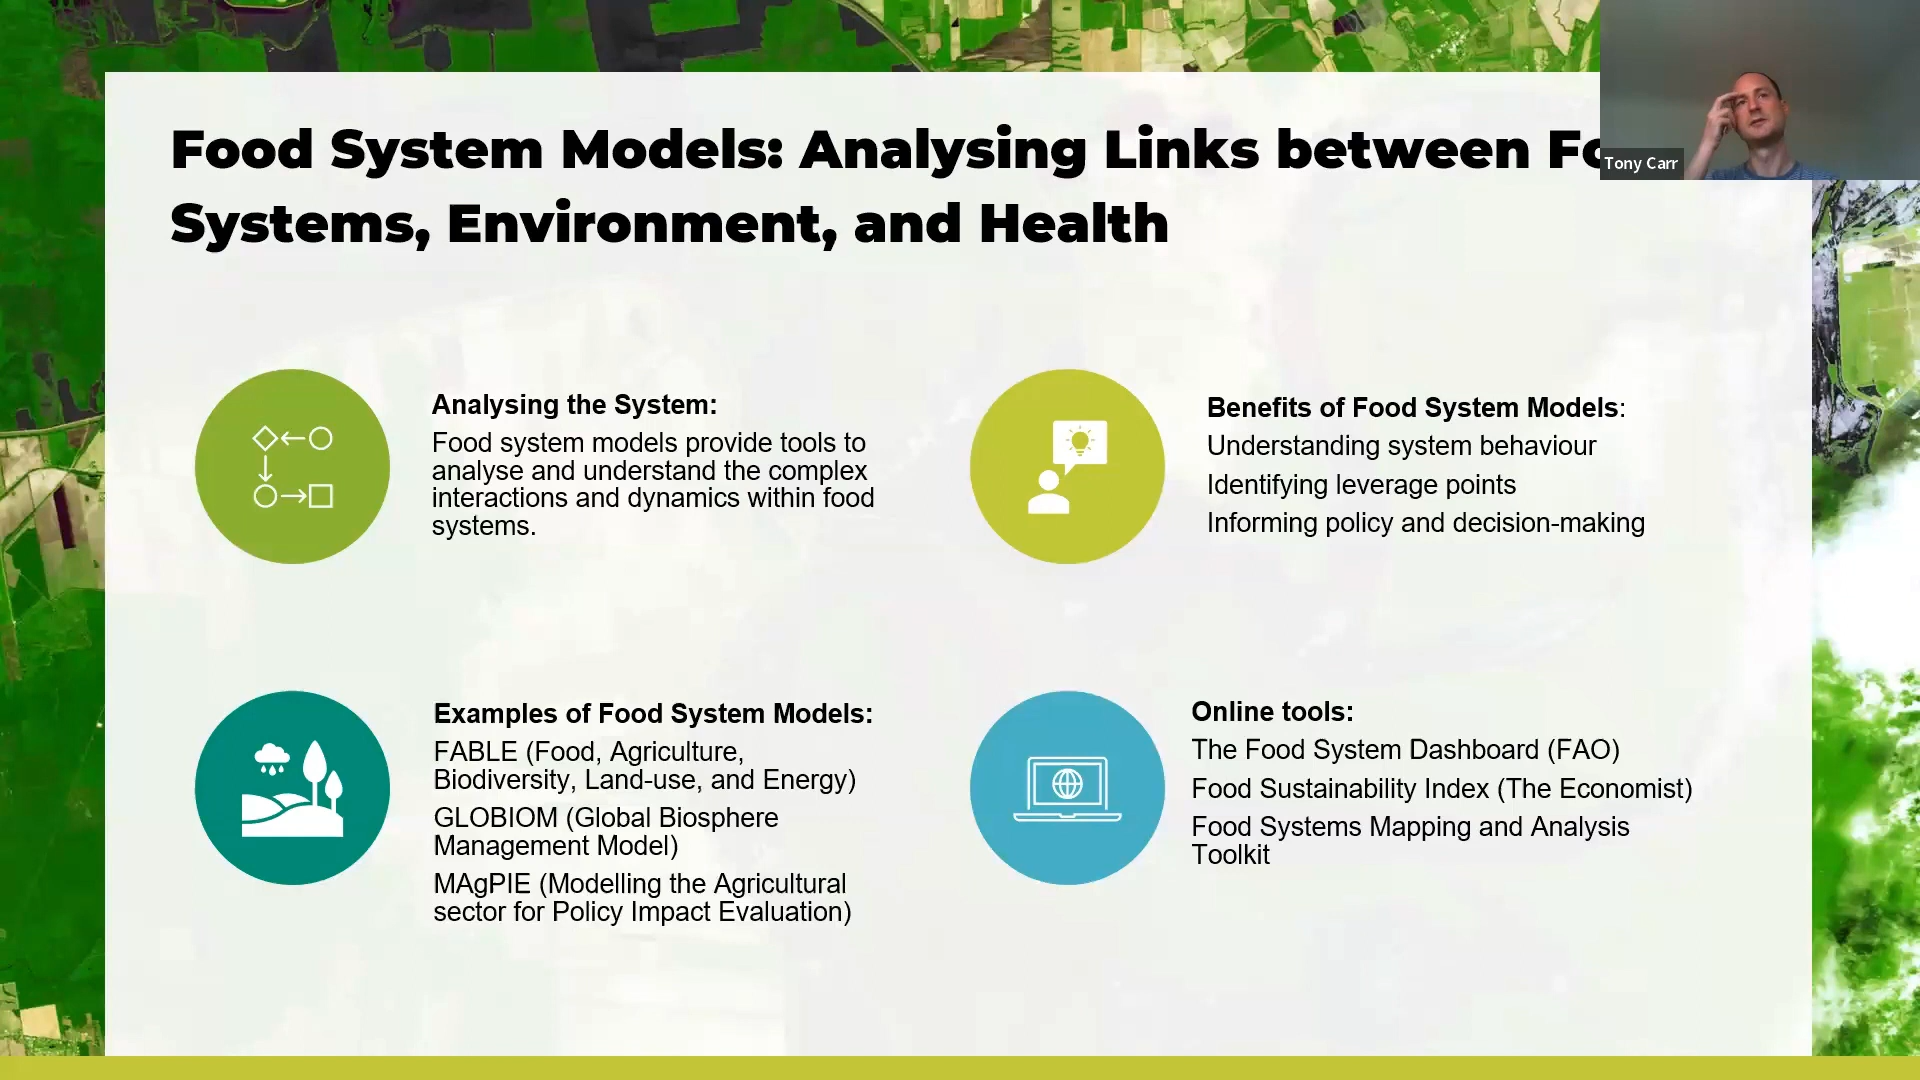 Food System Models: Analysing Links between
Systems, Environment, and Health
Tony Carr
Analysing the System:
Food system models provide tools to
analyse and understand the complex
interactions and dynamics within food
systems.
Benefits of Food System Models:
Understanding system behaviour
Identifying leverage points
Informing policy and decision-making
Examples of Food System Models:
FABLE (Food, Agriculture,
Biodiversity, Land-use, and Energy)
GLOBIOM (Global Biosphere
Management Model)
MAgPIE (Modelling the Agricultural
sector for Policy Impact Evaluation)
Online tools:
The Food System Dashboard (FAO)
Food Sustainability Index (The Economist)
Food Systems Mapping and Analysis
Toolkit